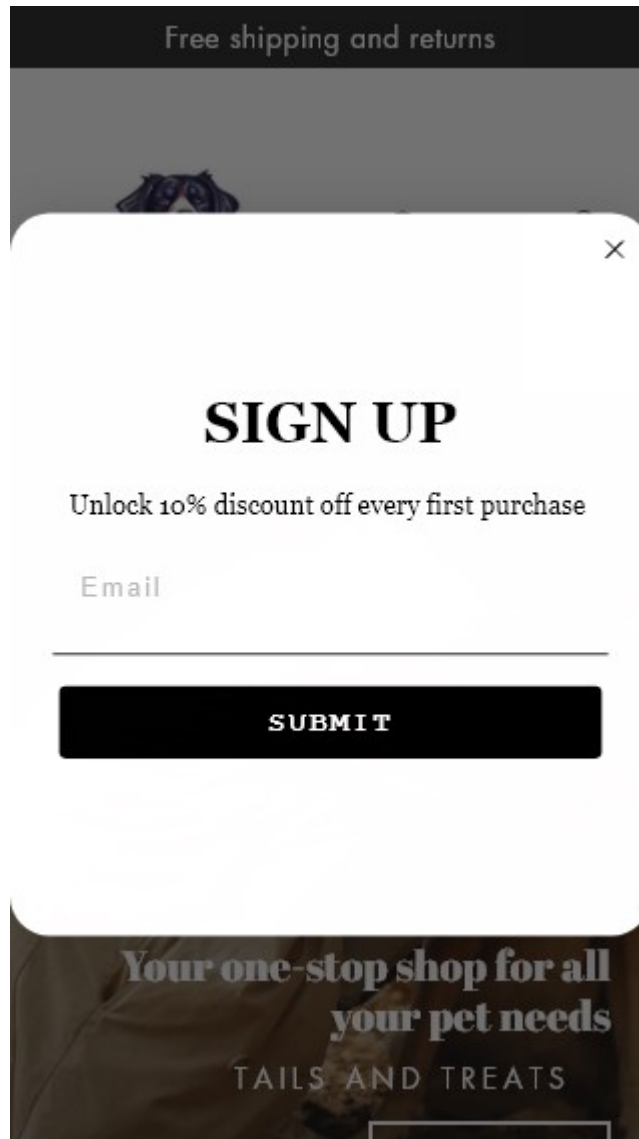 Free shipping and returns
SIGN UP
Unlock 10% discount off every first purchase
Email
SUBMIT
Your one-stop shop for all
your pet needs
TAILS AND TREATS